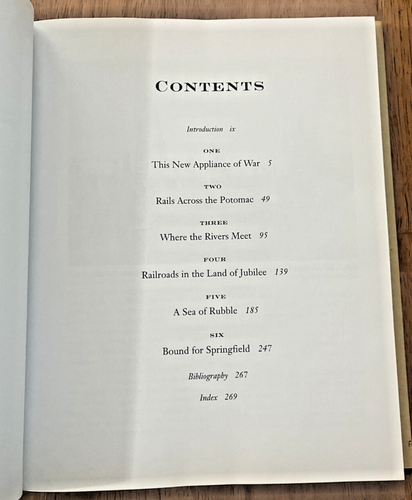 CONTENTS
Introduction ix
ONE
This New Appliance of War 5
TWO
Rails Across the Potomac 49
THREE
Where the Rivers Meet 95
FOUR
Railroads in the Land of Jubilee 139
FIVE
A Sea of Rubble 185
SIX
Bound for Springfield 247
Bibliography 267
Index 269